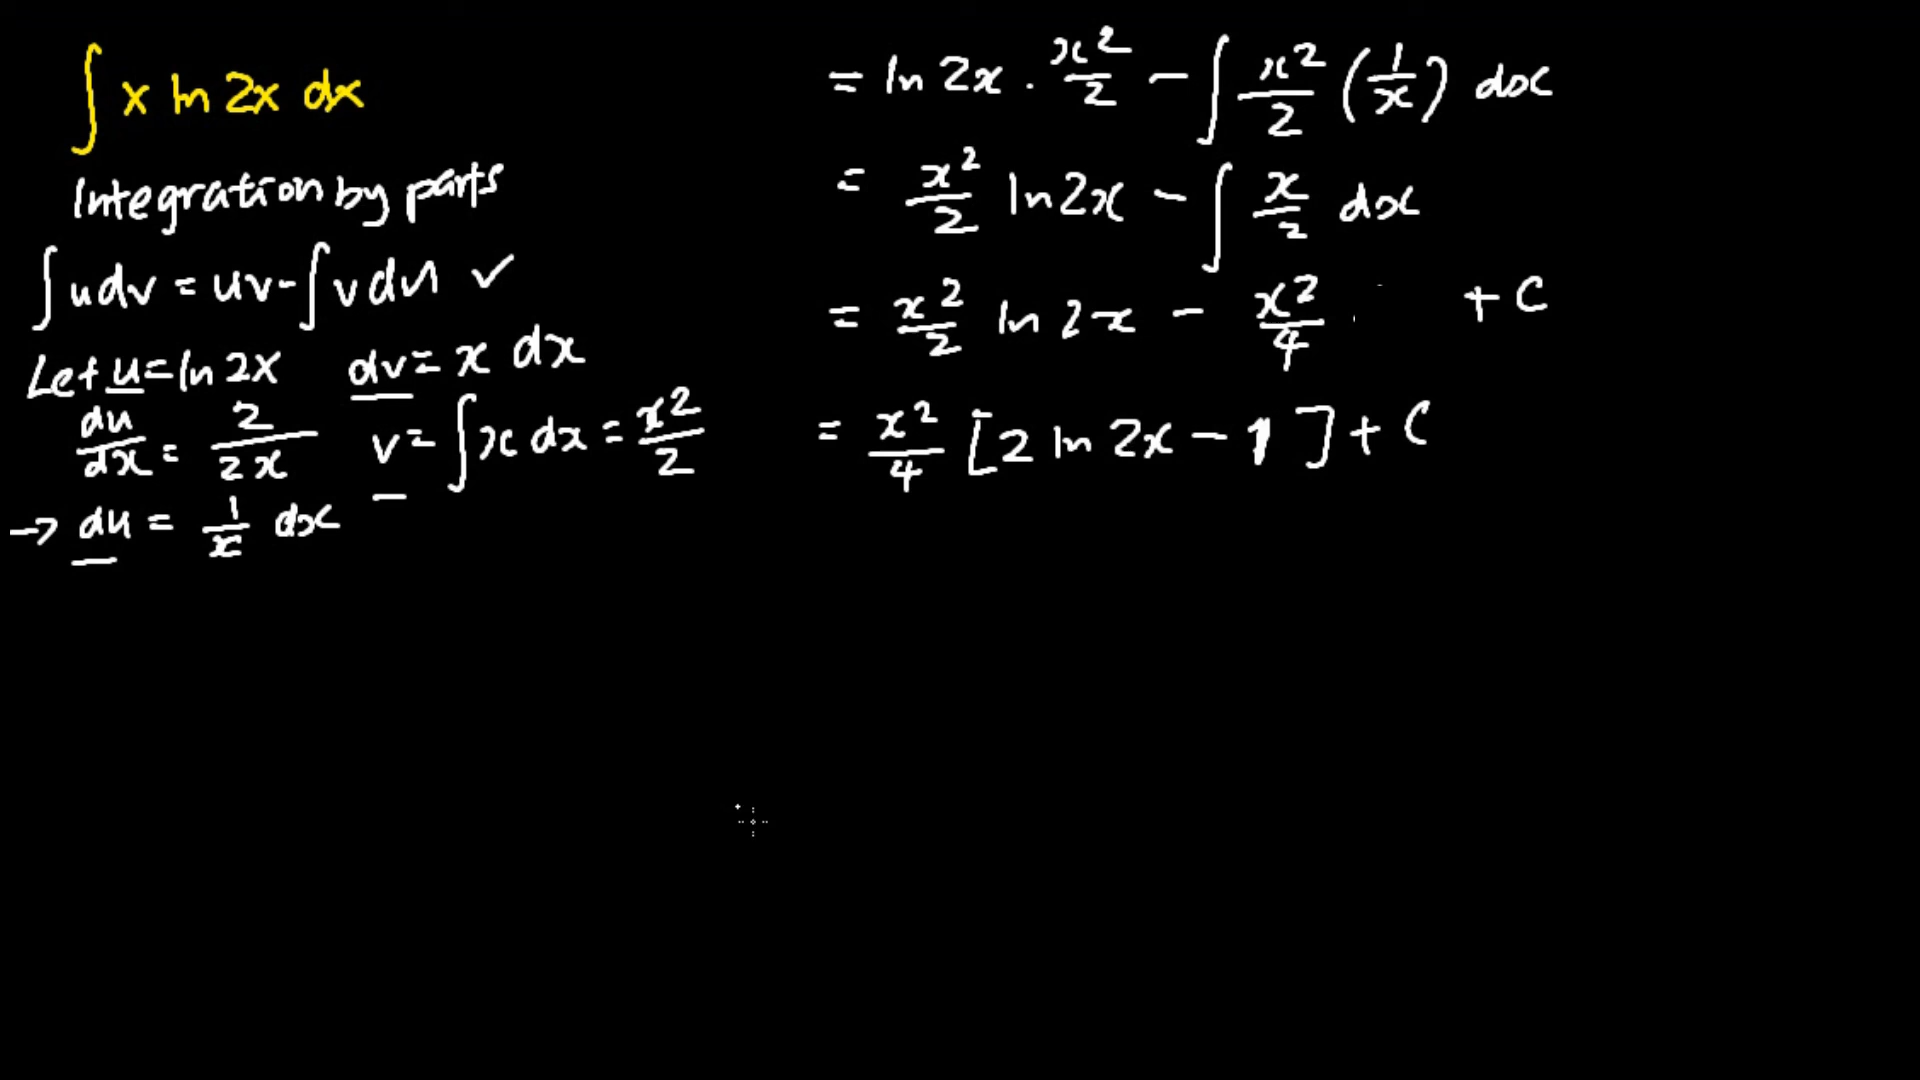 ∫ x ln 2x dx
Integration by parts
∫ u dv = uv - ∫ v du ✓
Let u = ln 2x dv = x dx
du/dx = 2/2x v = ∫ x dx = x²/2
→ du = 1/x dx
= ln 2x . x²/2 - ∫ x²/2 (1/x) dx
= x²/2 ln 2x - ∫ x/2 dx
= x²/2 ln 2x - x²/4 + C
= x²/4 [2 ln 2x - 1] + C